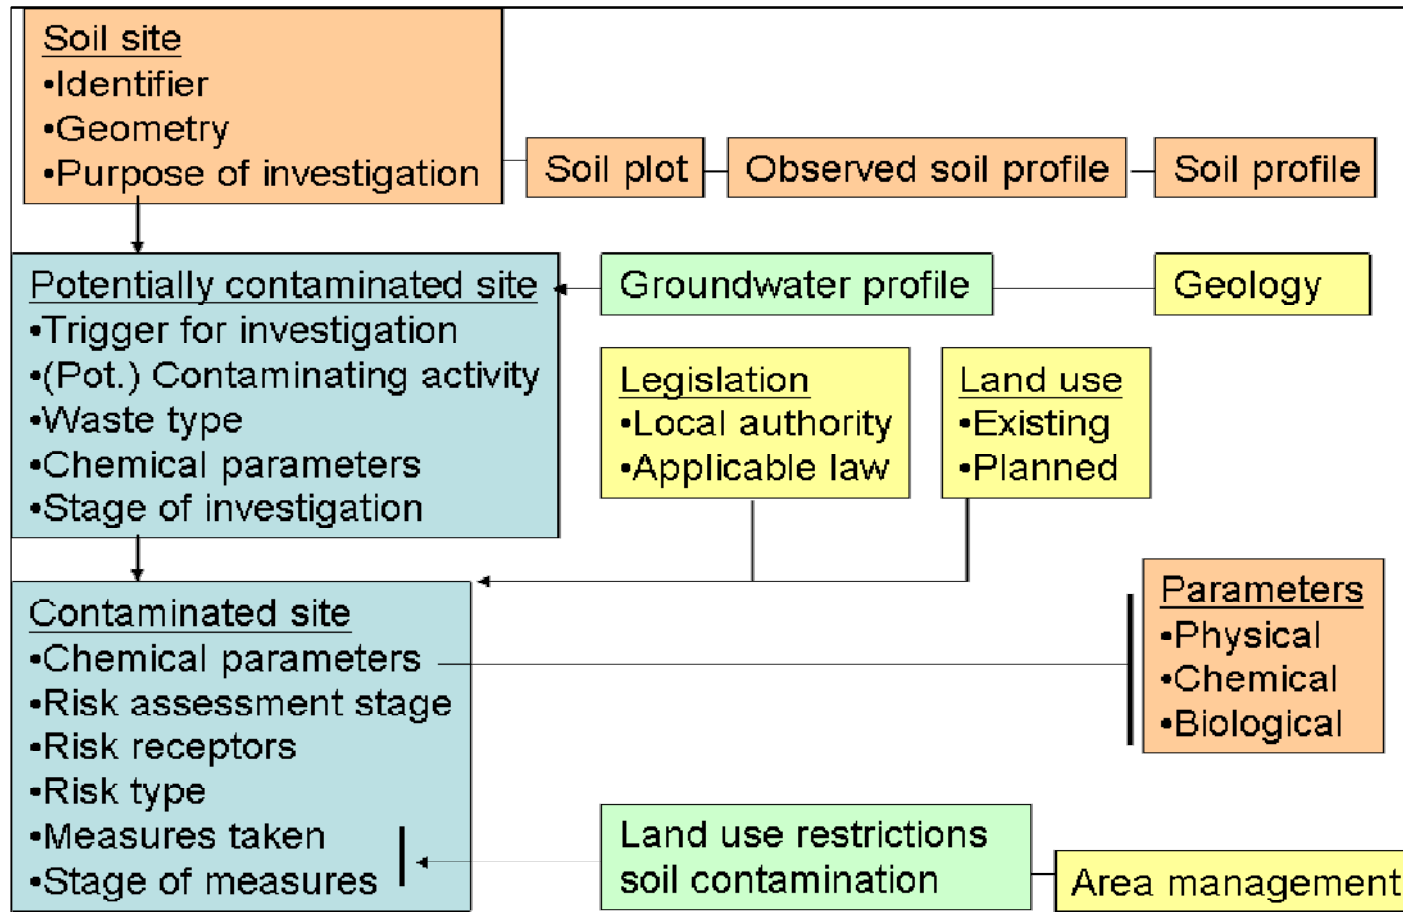 Soil site
•Identifier
•Geometry
•Purpose of investigation
Soil plot
Observed soil profile
Soil profile
Potentially contaminated site
•Trigger for investigation
•(Pot.) Contaminating activity
•Waste type
•Chemical parameters
•Stage of investigation
Groundwater profile
Geology
Legislation
•Local authority
•Applicable law
Land use
•Existing
•Planned
Contaminated site
•Chemical parameters
•Risk assessment stage
•Risk receptors
•Risk type
•Measures taken
•Stage of measures
Parameters
•Physical
•Chemical
•Biological
Land use restrictions
soil contamination
Area management